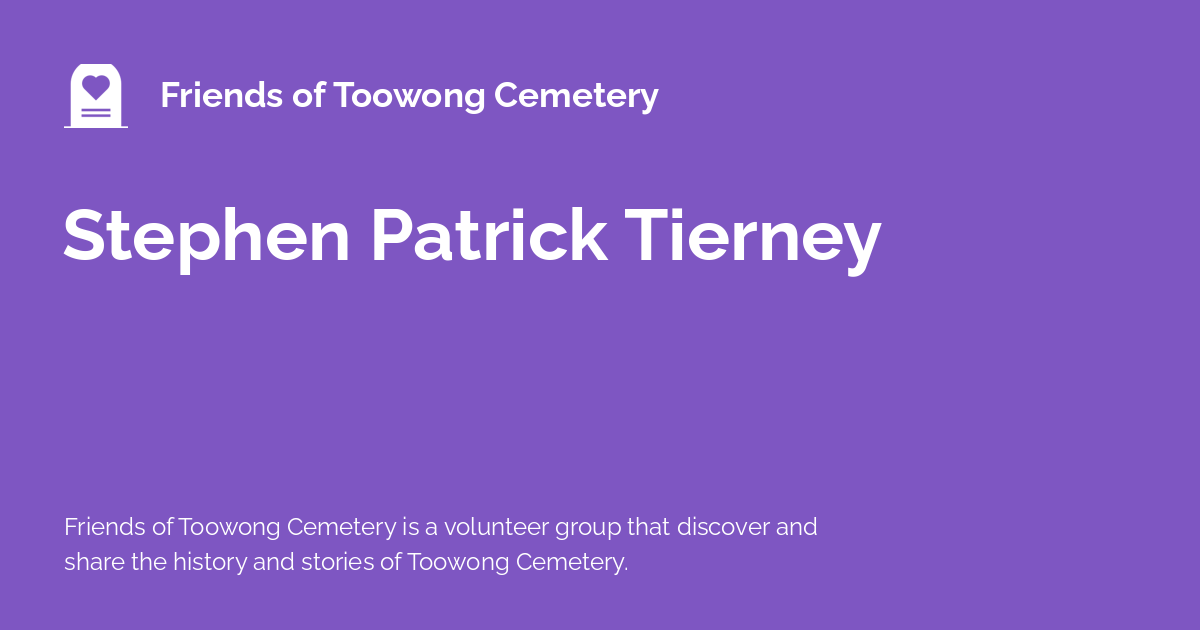 Friends of Toowong Cemetery
Stephen Patrick Tierney
Friends of Toowong Cemetery is a volunteer group that discover and
share the history and stories of Toowong Cemetery.